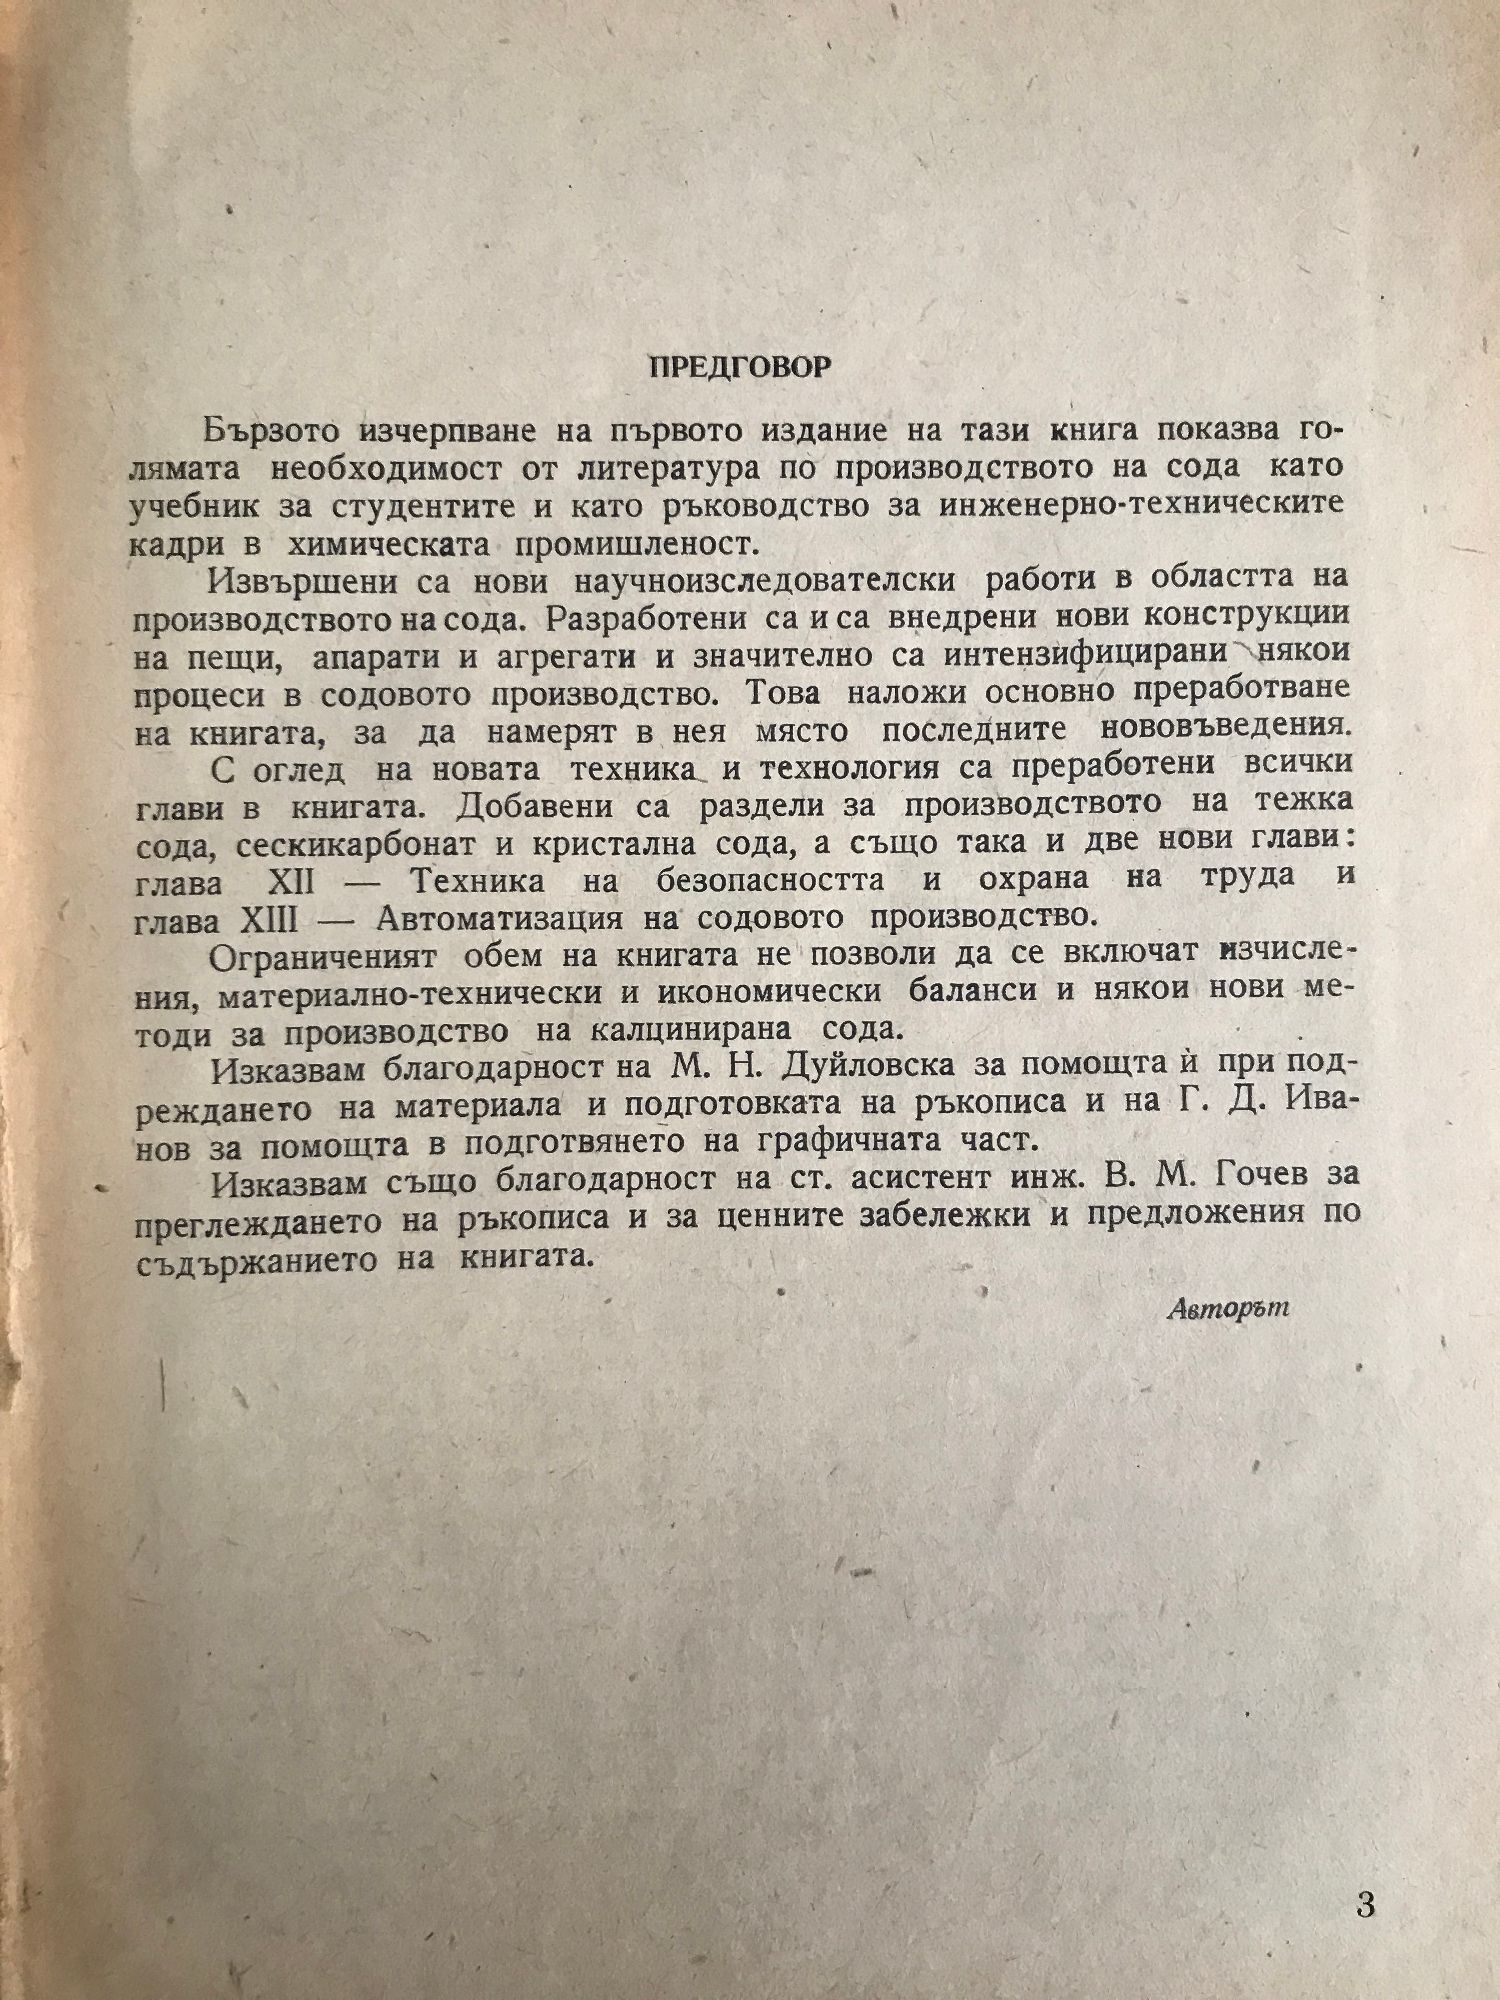 ПРЕДГОВОР
Бързото изчерпване на първото издание на тази книга показва го-
лямата необходимост от литература по производството на сода като
учебник за студентите и като ръководство за инженерно-техническите
кадри в химическата промишленост.
Извършени са нови научноизследователски работи в областта на
производството на сода. Разработени са и са внедрени нови конструкции
на пещи, апарати и агрегати и значително са интензифицирани някои
процеси в содовото производство. Това наложи основно преработване
на книгата, за да намерят в нея място последните нововъведения.
С оглед на новата техника и технология са преработени всички
глави в книгата. Добавени са раздели за производството на тежка
сода, сескикарбонат и кристална сода, а също така и две нови глави:
глава XII — Техника на безопасността и охрана на труда и
глава XIII — Автоматизация на содовото производство.
Ограниченият обем на книгата не позволи да се включат изчисле-
ния, материално-технически и икономически баланси и някои нови ме-
тоди за производство на калцинирана сода.
Изказвам благодарност на М. Н. Дуйловска за помощта ѝ при под-
реждането на материала и подготовката на ръкописа и на Г. Д. Ива-
нов за помощта в подготвянето на графичната част.
Изказвам също благодарност на ст. асистент инж. В. М. Гочев за
преглеждането на ръкописа и за ценните забележки и предложения по
съдържанието на книгата.
Авторът
3